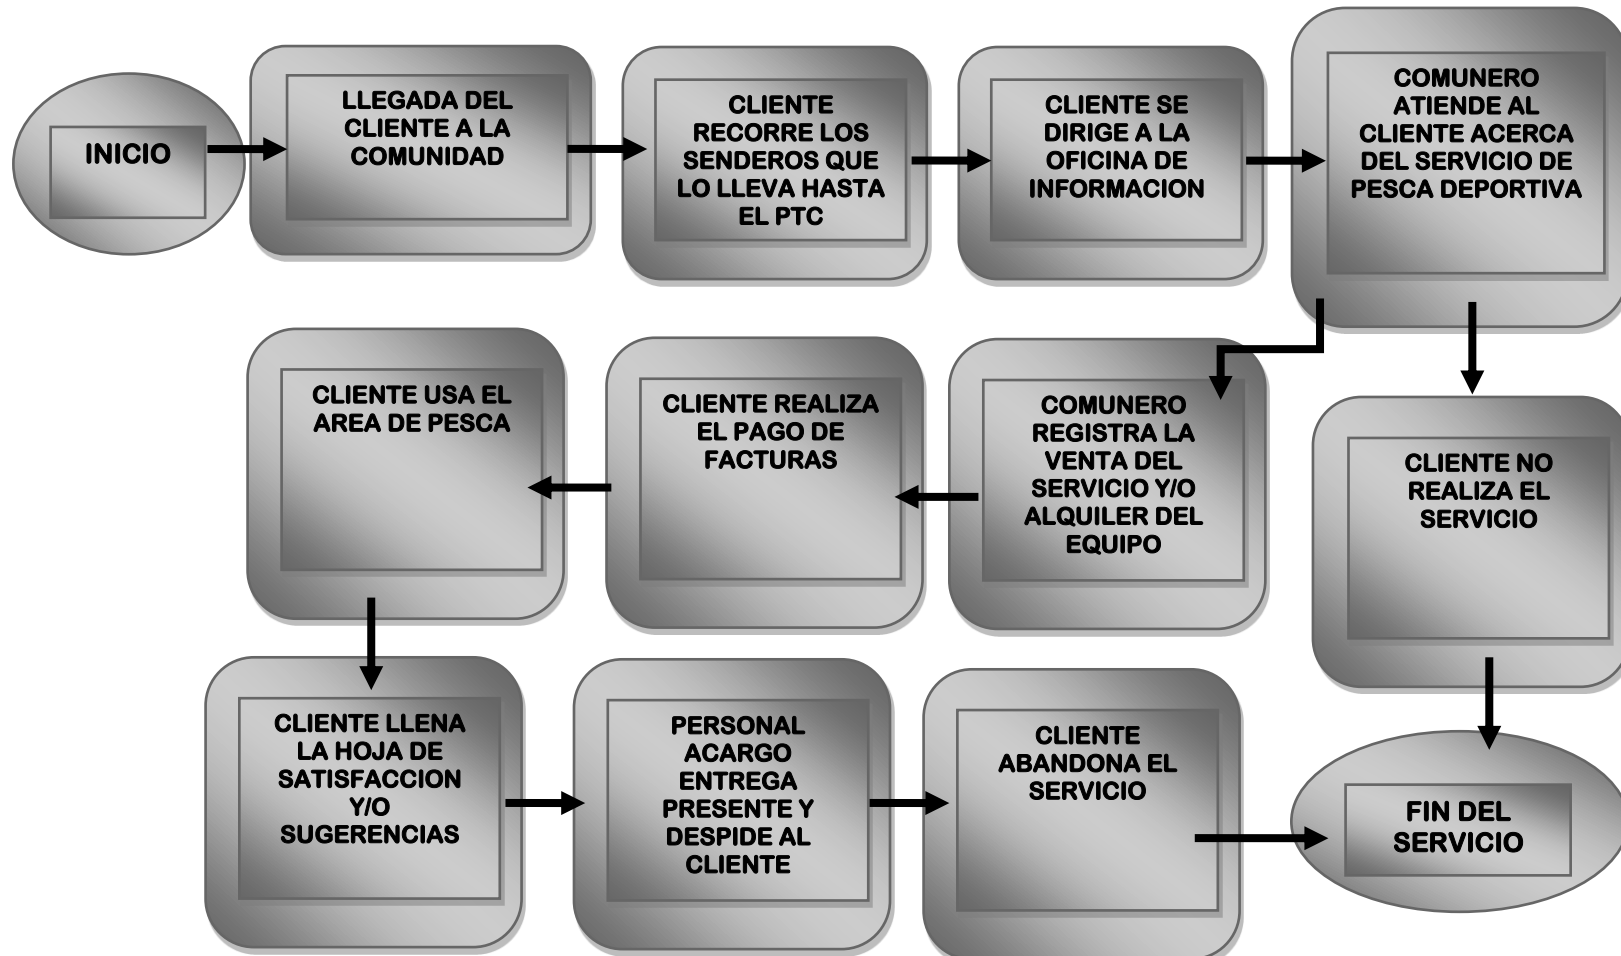 INICIO
LLEGADA DEL
CLIENTE A LA
COMUNIDAD
CLIENTE
RECORRE LOS
SENDEROS QUE
LO LLEVA HASTA
EL PTC
CLIENTE SE
DIRIGE A LA
OFICINA DE
INFORMACION
COMUNERO
ATIENDE AL
CLIENTE ACERCA
DEL SERVICIO DE
PESCA DEPORTIVA
CLIENTE USA EL
AREA DE PESCA
CLIENTE REALIZA
EL PAGO DE
FACTURAS
COMUNERO
REGISTRA LA
VENTA DEL
SERVICIO Y/O
ALQUILER DEL
EQUIPO
CLIENTE NO
REALIZA EL
SERVICIO
CLIENTE LLENA
LA HOJA DE
SATISFACCION
Y/O
SUGERENCIAS
PERSONAL
ACARGO
ENTREGA
PRESENTE Y
DESPIDE AL
CLIENTE
CLIENTE
ABANDONA EL
SERVICIO
FIN DEL
SERVICIO